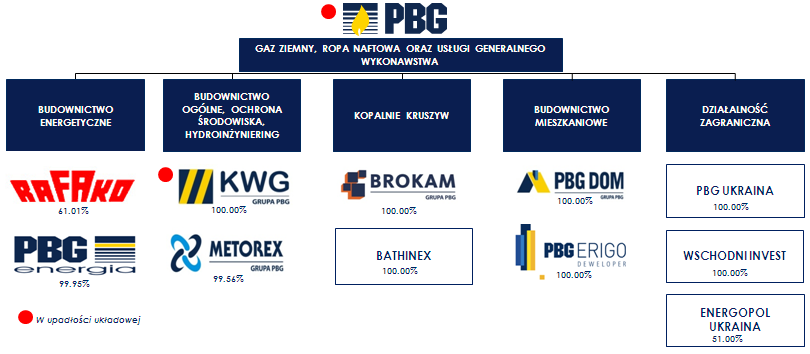 PBG
GAZ ZIEMNY, ROPA NAFTOWA ORAZ USŁUGI GENERALNEGO
WYKONAWSTWA
BUDOWNICTWO
ENERGETYCZNE
BUDOWNICTWO
OGÓLNE, OCHRONA
ŚRODOWISKA,
HYDROINŻYNIERING
KOPALNIE KRUSZYW
BUDOWNICTWO
MIESZKANIOWE
DZIAŁALNOŚĆ
ZAGRANICZNA
RAFAKO
61.01%
KWG
GRUPA PBG
100.00%
BROKAM
GRUPA PBG
100.00%
PBG DOM
GRUPA PBG
100.00%
PBG UKRAINA
100.00%
PBG
energia
99.95%
METOREX
GRUPA PBG
99.56%
BATHINEX
100.00%
PBG ERIGO
DEWELOPER
100.00%
WSCHODNI INVEST
100.00%
ENERGOPOL
UKRAINA
51.00%
W upadłości układowej